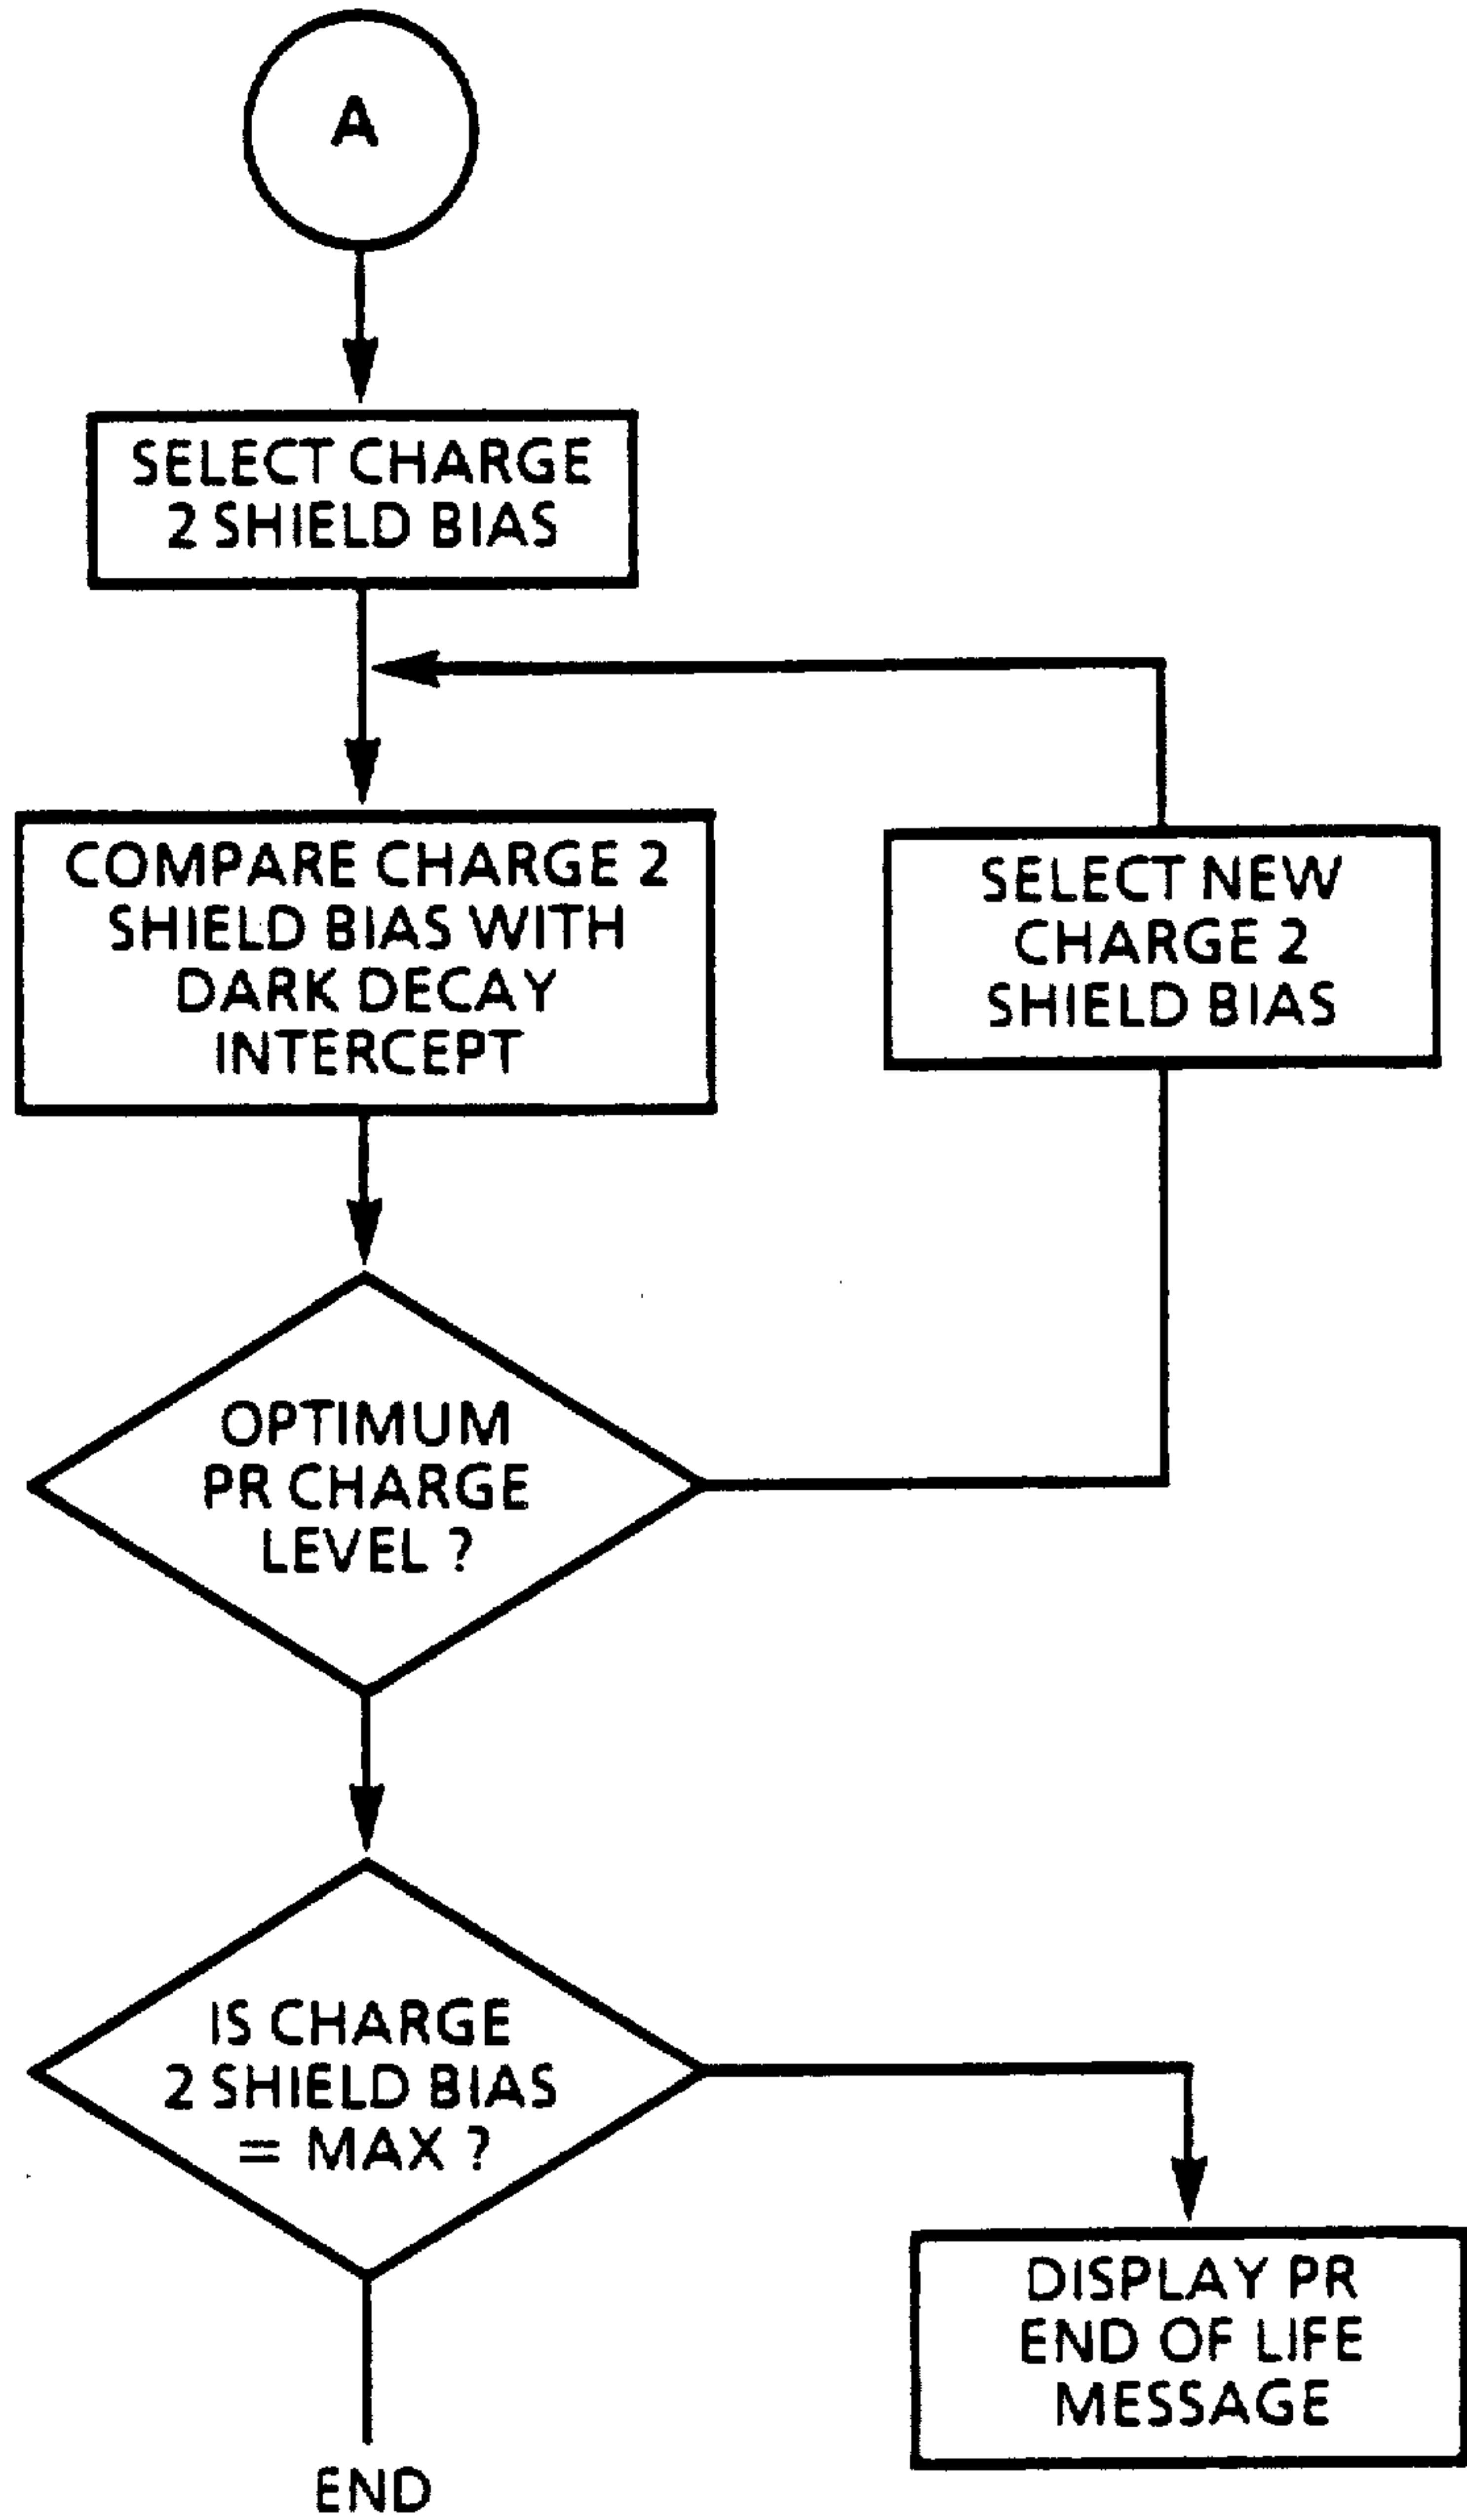 A
SELECT CHARGE
2 SHIELD BIAS
COMPARE CHARGE 2
SHIELD BIAS WITH
DARK DECAY
INTERCEPT
SELECT NEW
CHARGE 2
SHIELD BIAS
OPTIMUM
PR CHARGE
LEVEL ?
IS CHARGE
2 SHIELD BIAS
= MAX ?
DISPLAY PR
END OF LIFE
MESSAGE
END